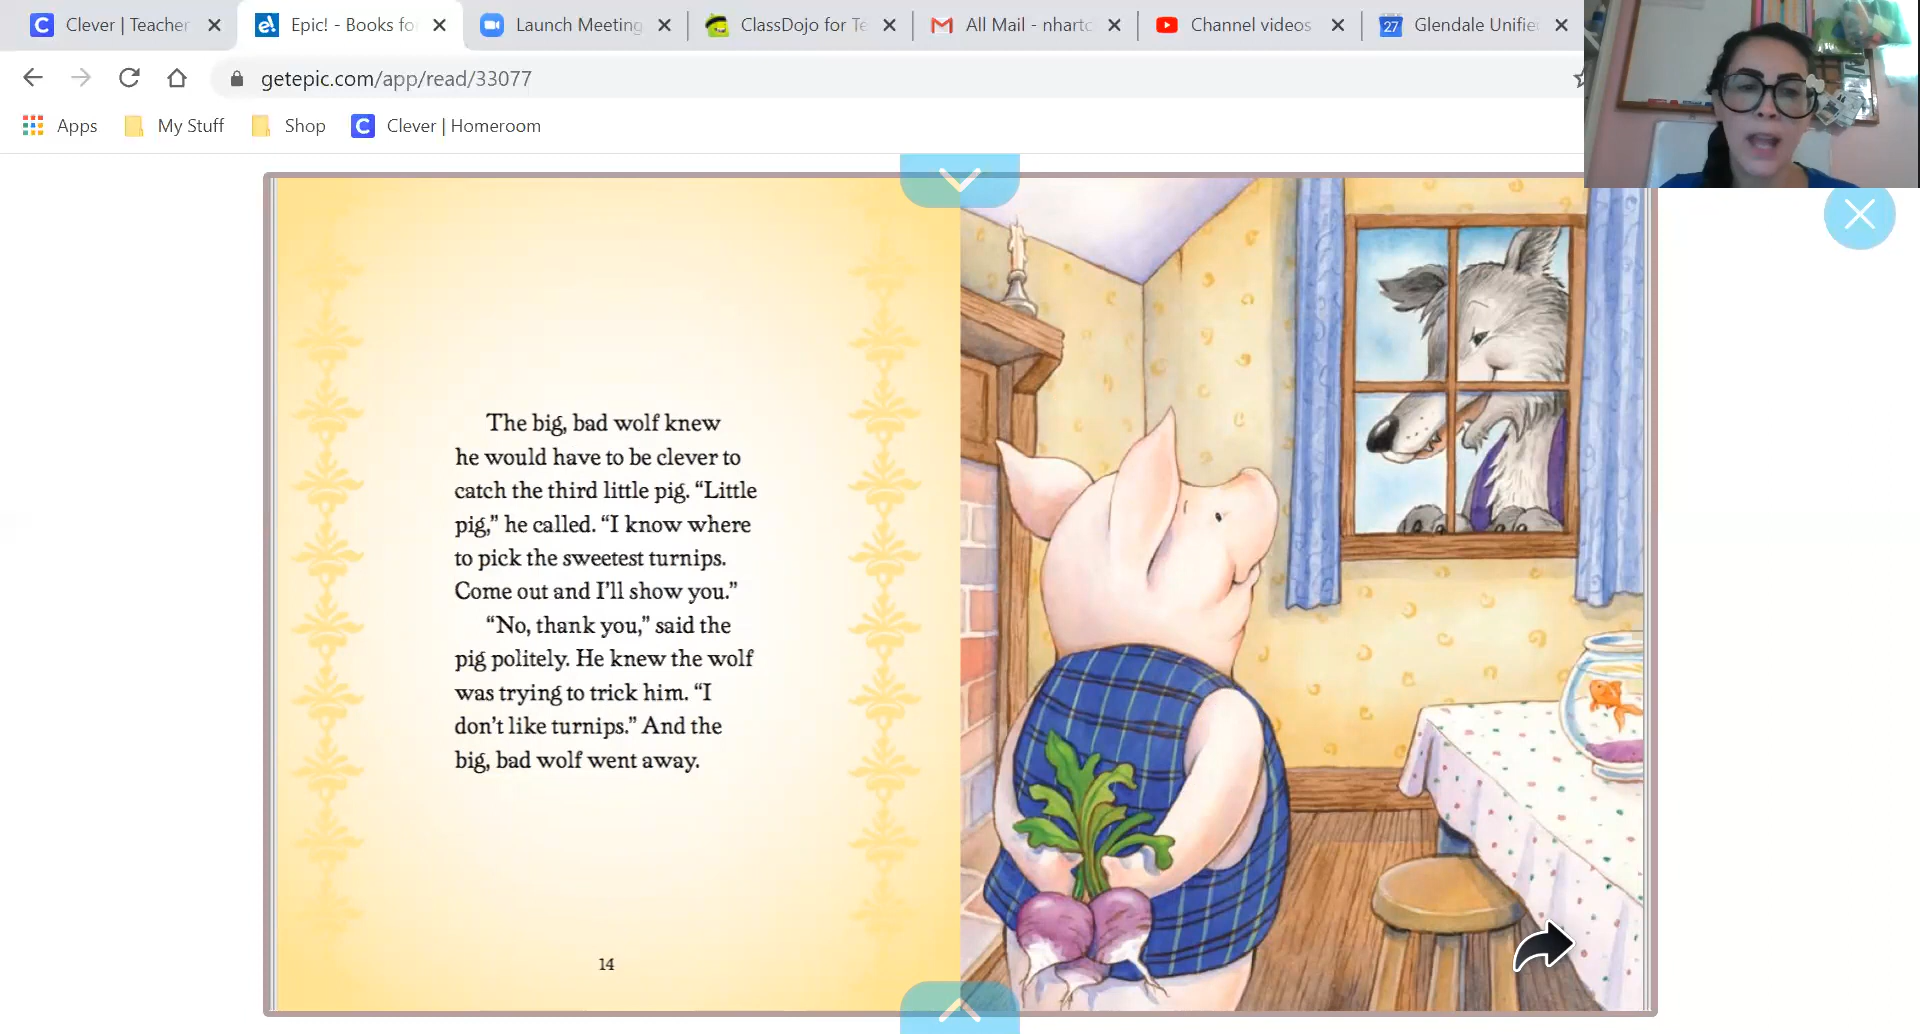 Clever | Teacher
Epic! - Books fo
Launch Meeting
ClassDojo for Te
All Mail - nhartc
Channel videos
27
Glendale Unifie
getepic.com/app/read/33077
Apps
My Stuff
Shop
C
Clever | Homeroom
The big, bad wolf knew
he would have to be clever to
catch the third little pig. “Little
pig,” he called. “I know where
to pick the sweetest turnips.
Come out and I’ll show you.”
“No, thank you,” said the
pig politely. He knew the wolf
was trying to trick him. “I
don’t like turnips.” And the
big, bad wolf went away.
14